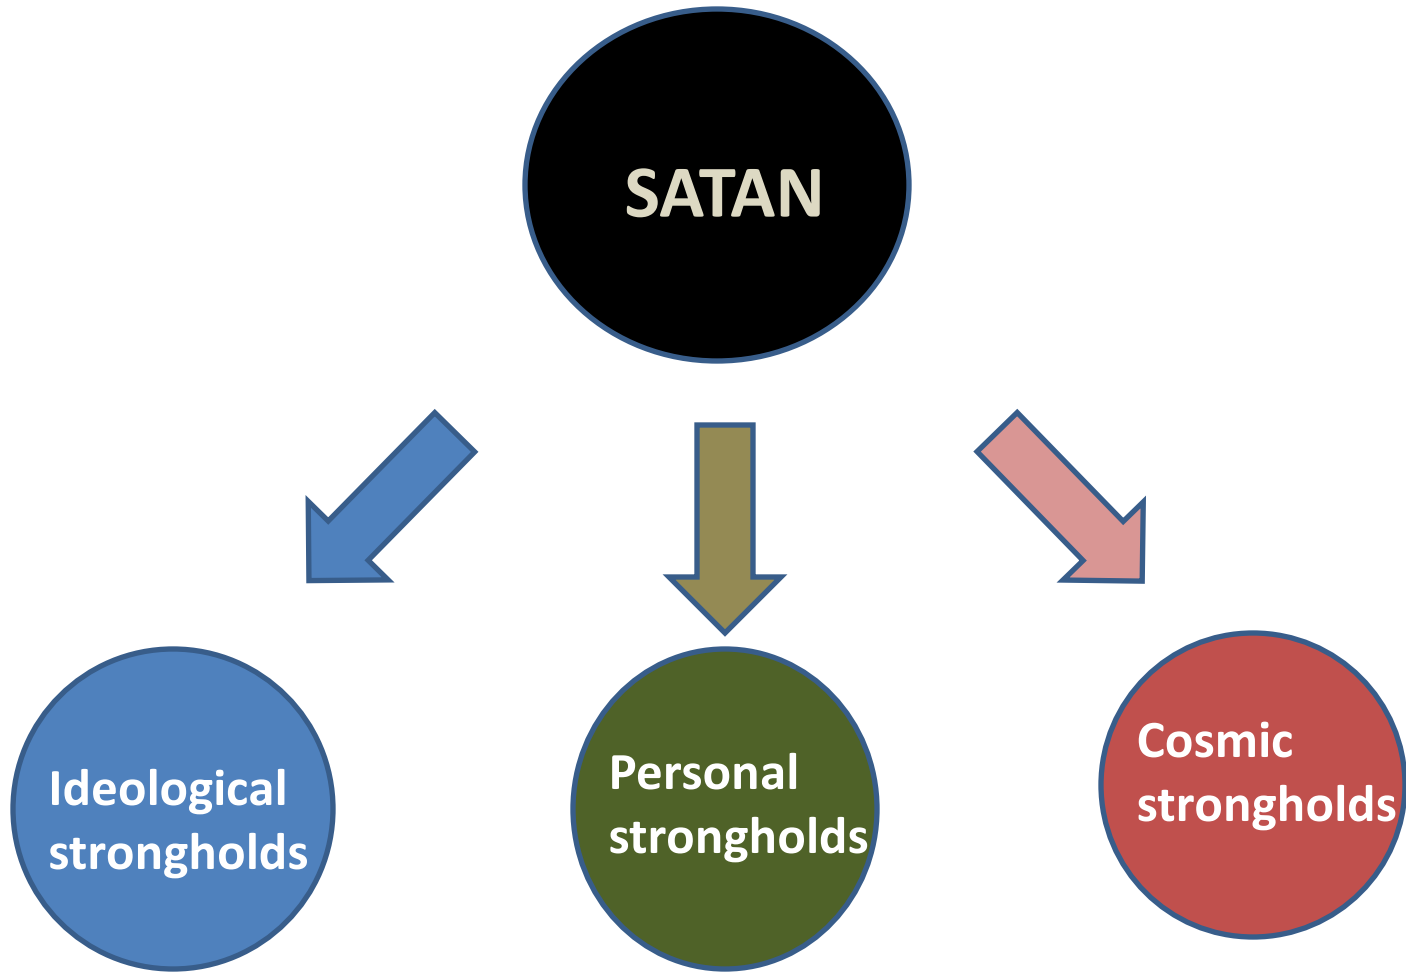 SATAN
Ideological
strongholds
Personal
strongholds
Cosmic
strongholds